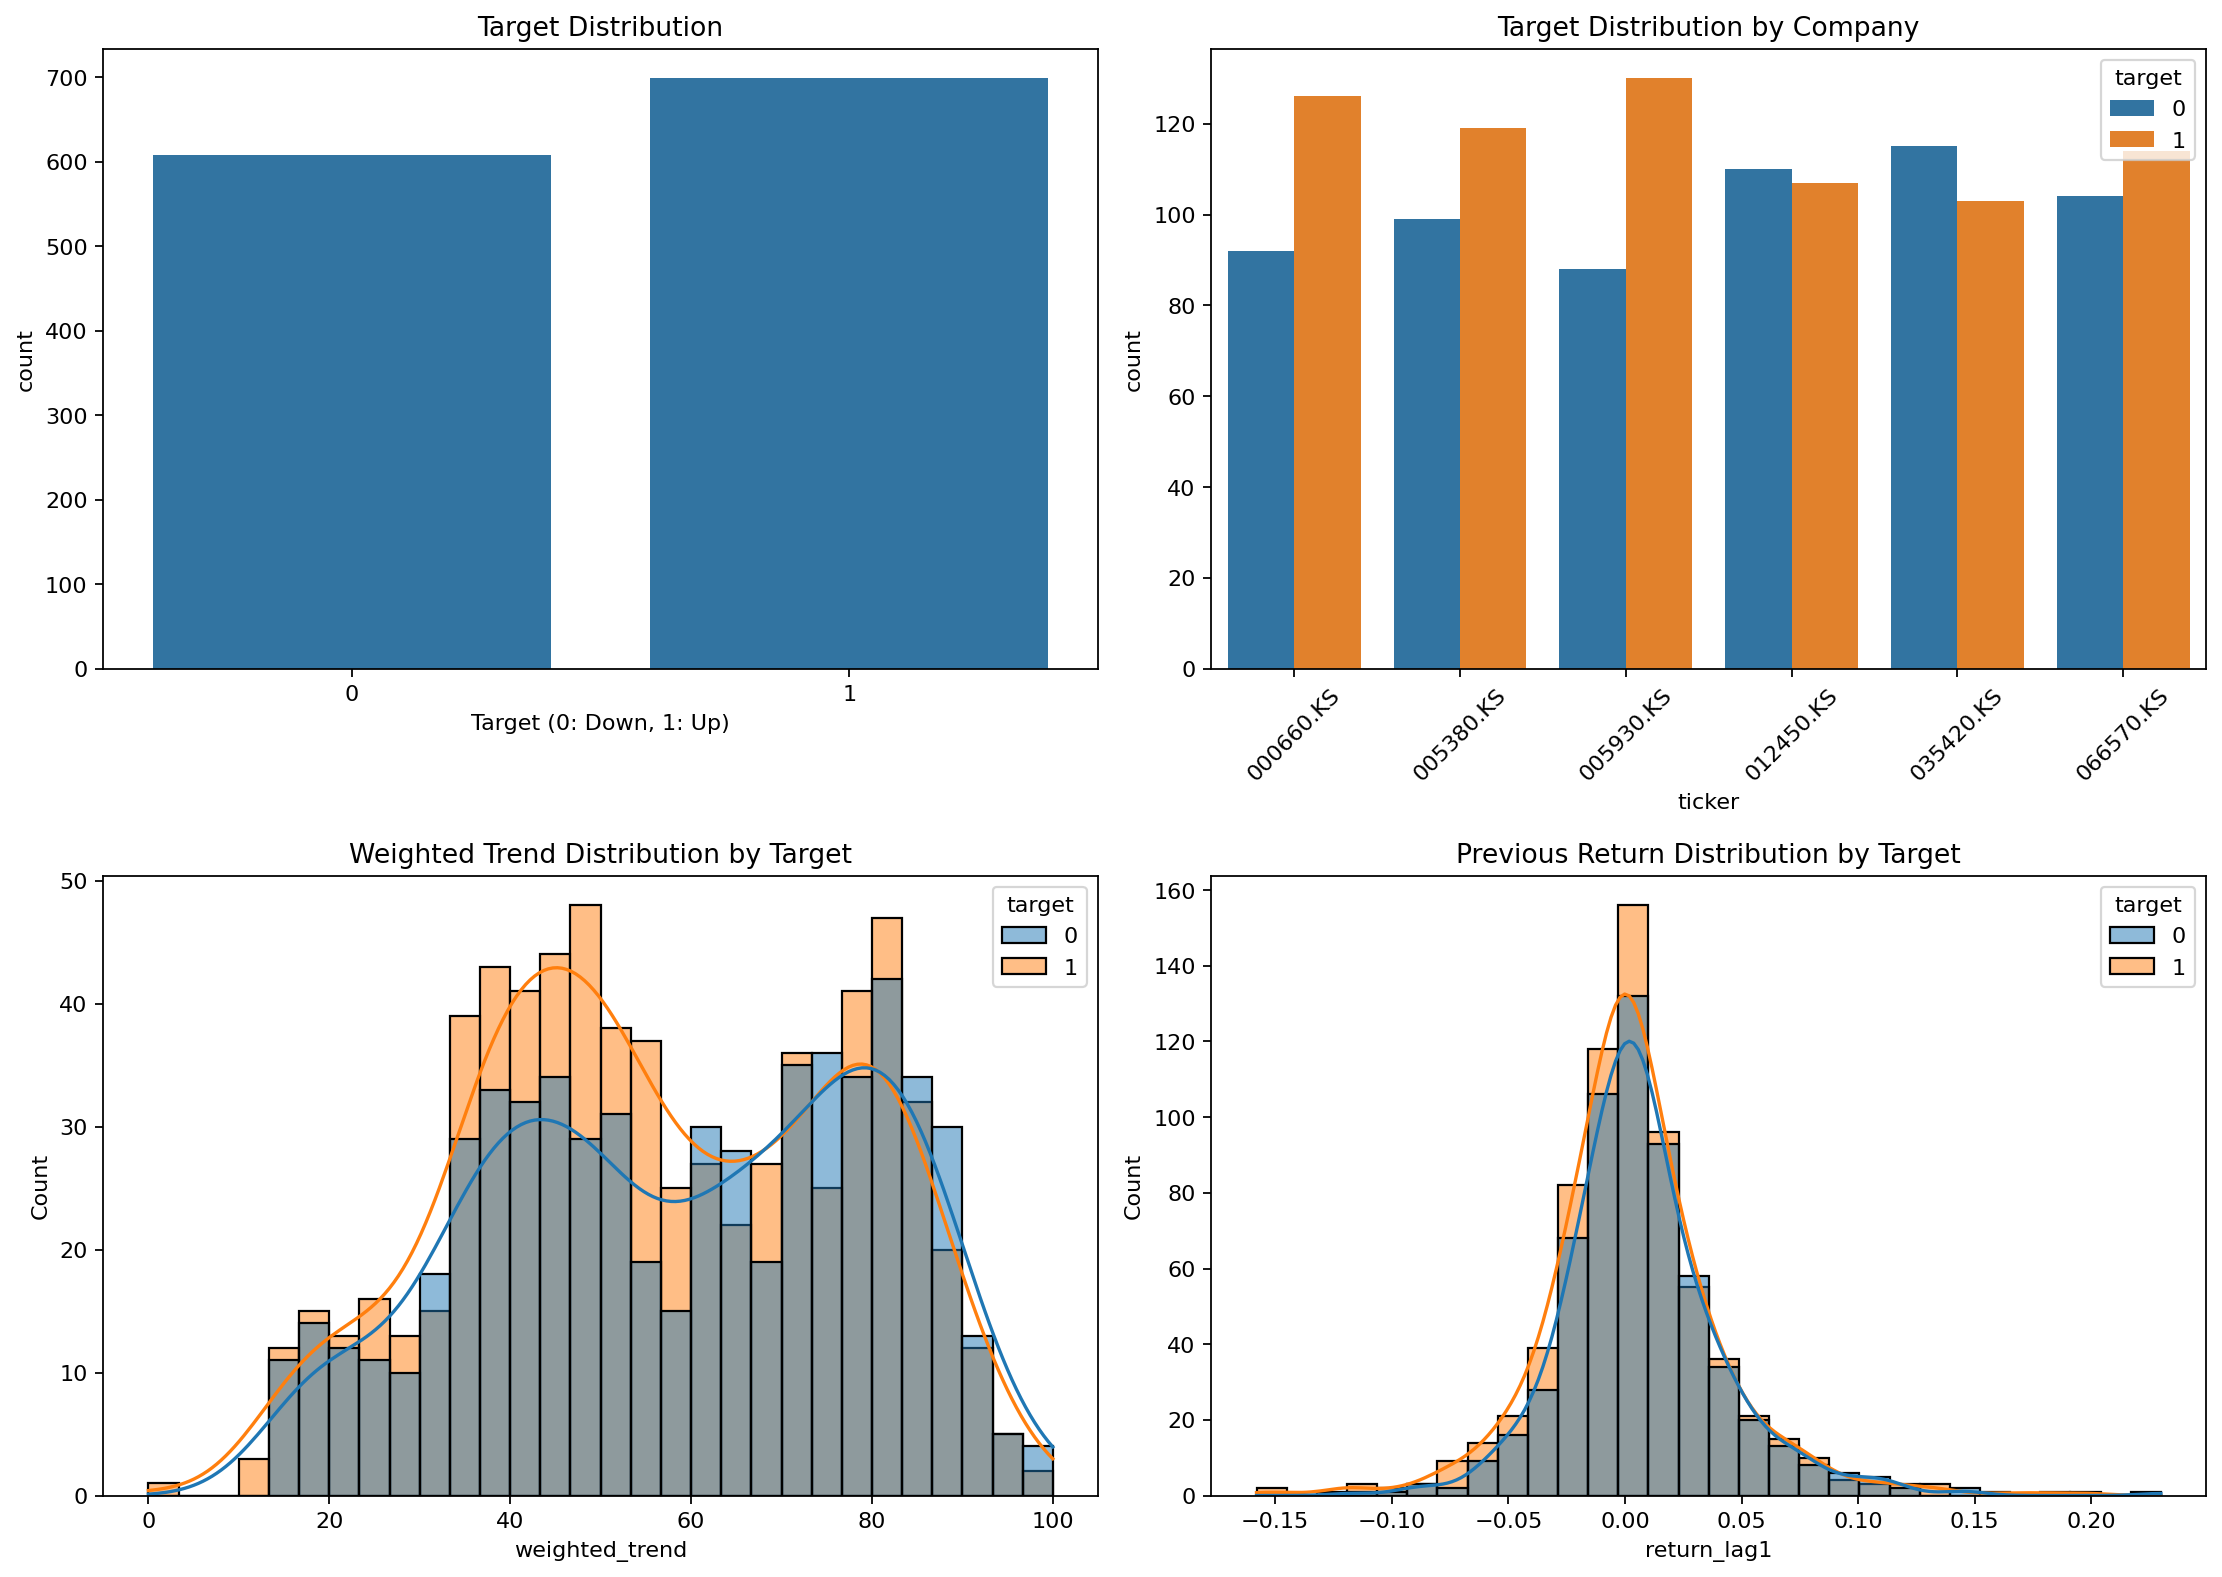 Target Distribution
700
600
500
400
300
200
100
0
count
0 1
Target (0: Down, 1: Up)
Target Distribution by Company
target
0
1
120
100
80
60
40
20
0
count
000660.KS 005380.KS 005930.KS 012450.KS 035420.KS 066570.KS
ticker
Weighted Trend Distribution by Target
target
0
1
50
40
30
20
10
0
Count
0 20 40 60 80 100
weighted_trend
Previous Return Distribution by Target
target
0
1
160
140
120
100
80
60
40
20
0
Count
−0.15 −0.10 −0.05 0.00 0.05 0.10 0.15 0.20
return_lag1